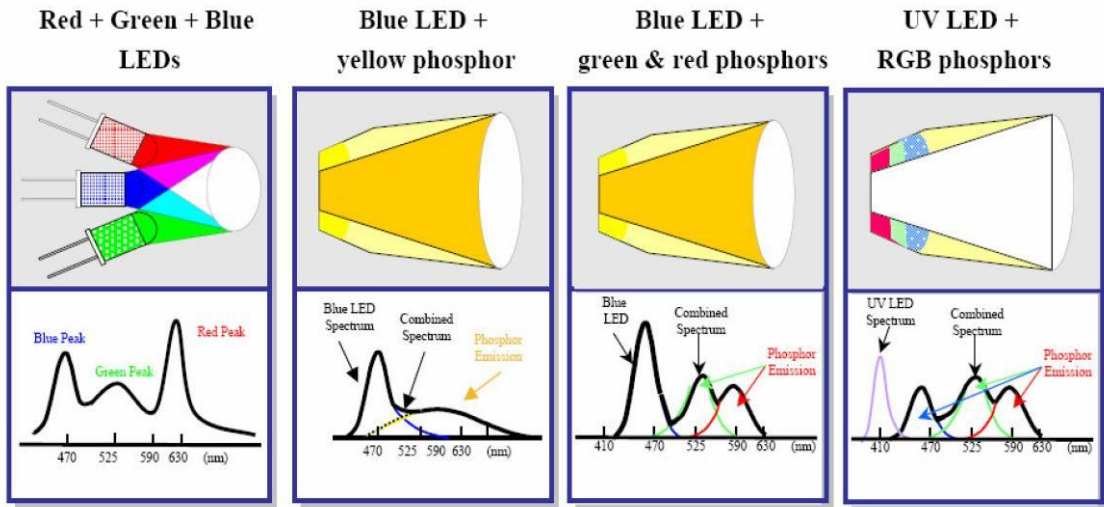 Red + Green + Blue
LEDs
Blue LED +
yellow phosphor
Blue LED +
green & red phosphors
UV LED +
RGB phosphors
Blue Peak
Green Peak
Red Peak
470 525 590 630 (nm)
Blue LED
Spectrum
Combined
Spectrum
Phosphor
Emission
470 525 590 630 (nm)
Blue
LED
Combined
Spectrum
Phosphor
Emission
410 470 525 590 630 (nm)
UV LED
Spectrum
Combined
Spectrum
Phosphor
Emission
410 470 525 590 630 (nm)